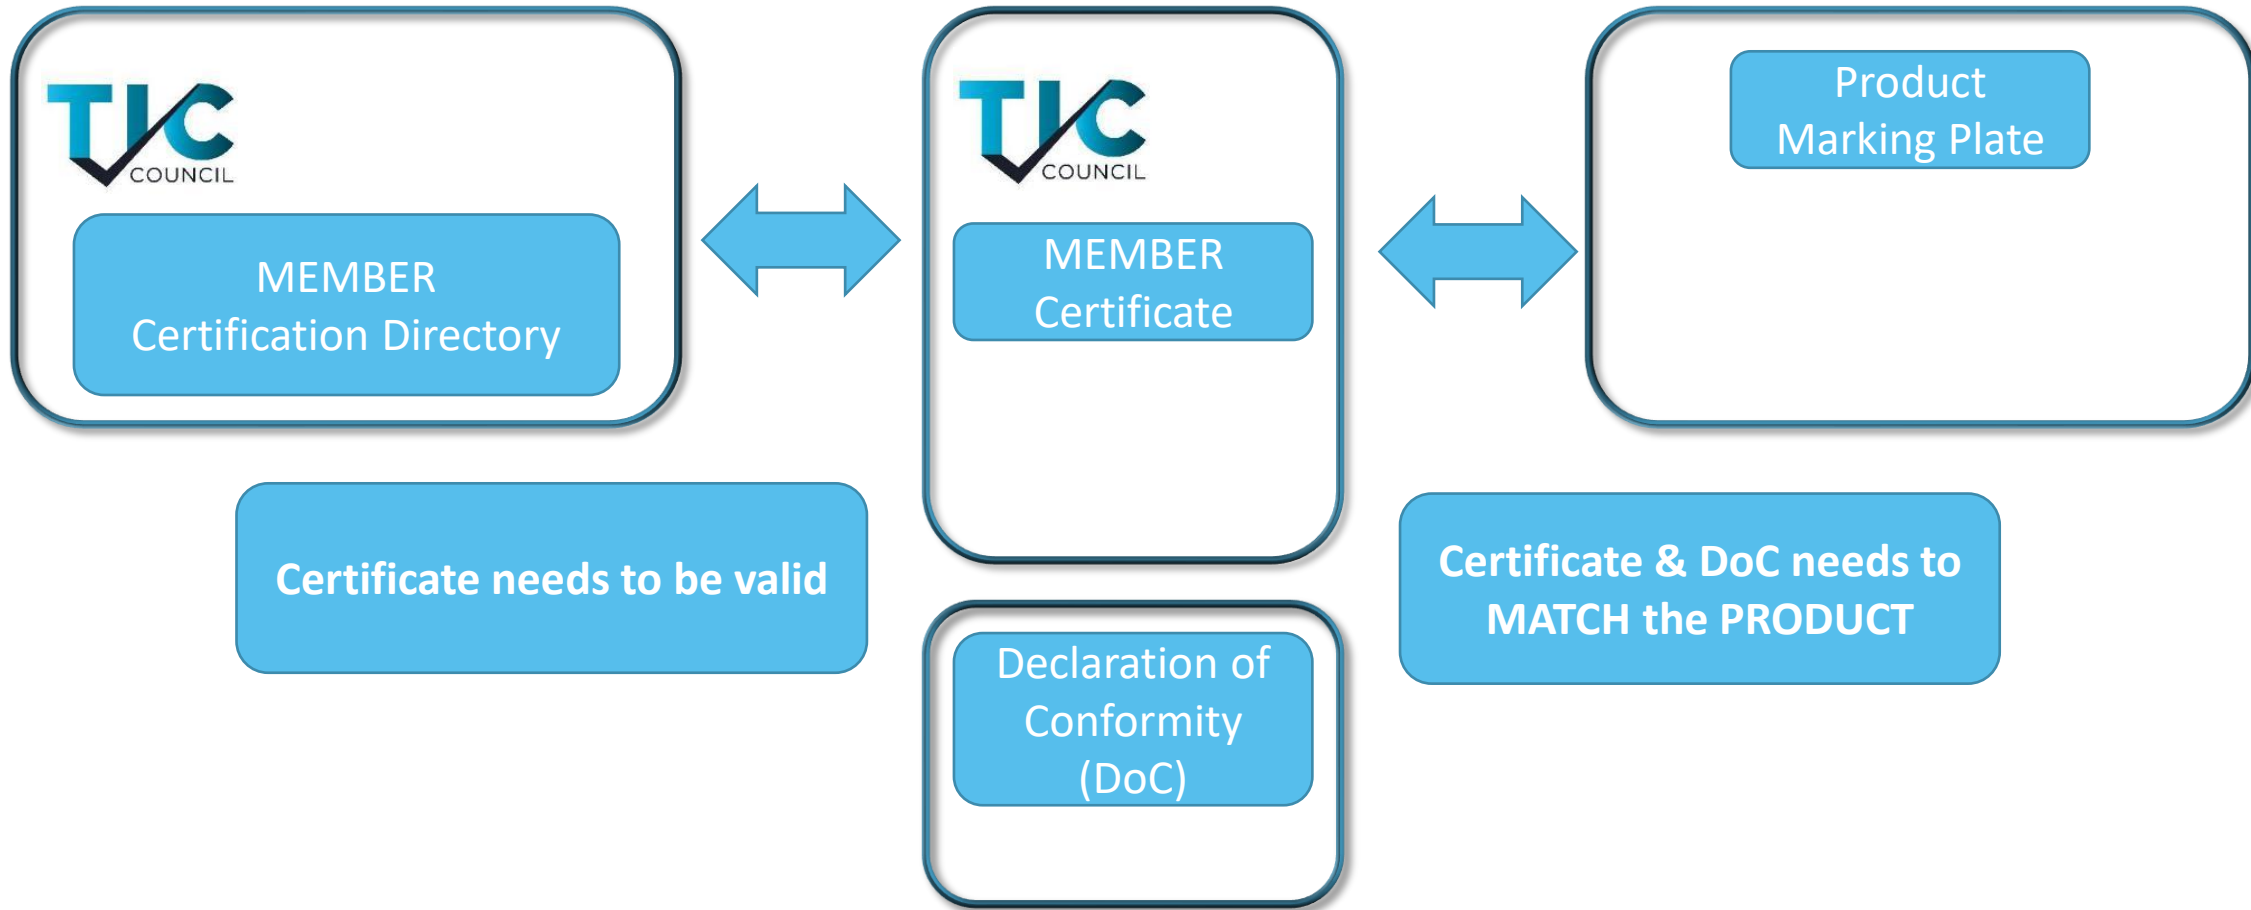 TIC
COUNCIL
MEMBER
Certification Directory
TIC
COUNCIL
MEMBER
Certificate
Product
Marking Plate
Certificate needs to be valid
Certificate & DoC needs to
MATCH the PRODUCT
Declaration of
Conformity
(DoC)